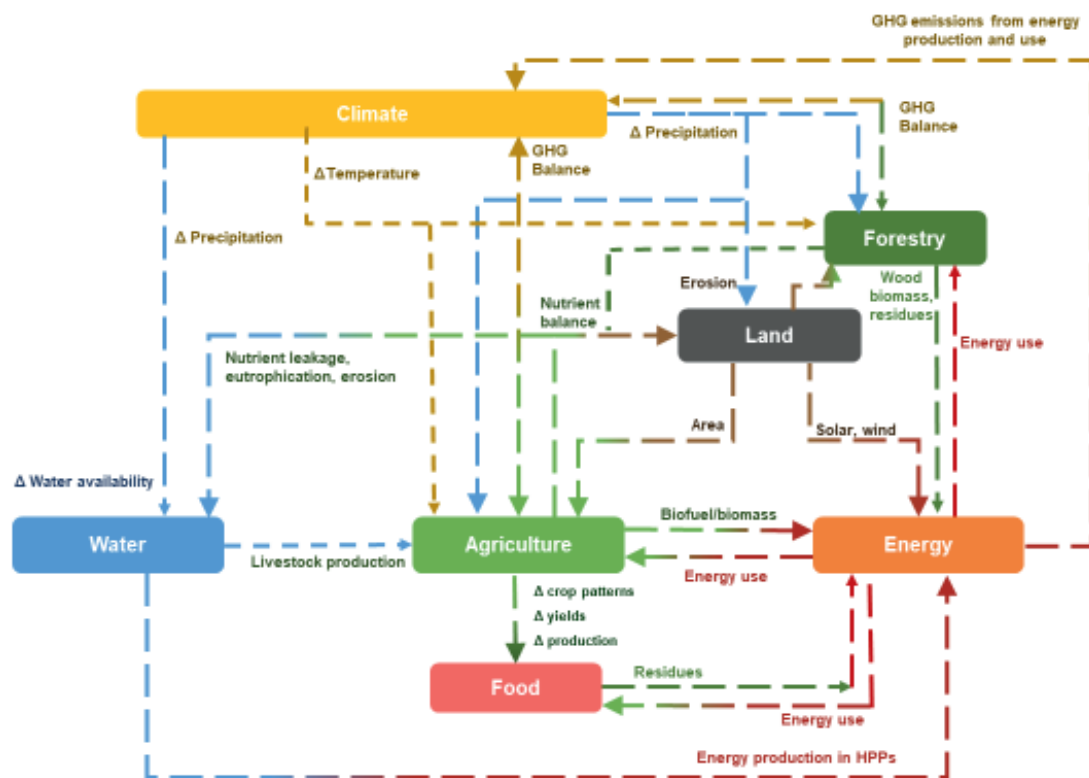 GHG emissions from energy
production and use
Climate
Δ Precipitation
GHG
Balance
GHG
Balance
Δ Temperature
Δ Precipitation
Forestry
Erosion
Wood
biomass,
residues
Nutrient
balance
Land
Energy use
Nutrient leakage,
eutrophication, erosion
Area
Solar, wind
Δ Water availability
Water
Agriculture
Biofuel/biomass
Energy
Livestock production
Energy use
Δ crop patterns
Δ yields
Δ production
Food
Residues
Energy use
Energy production in HPPs